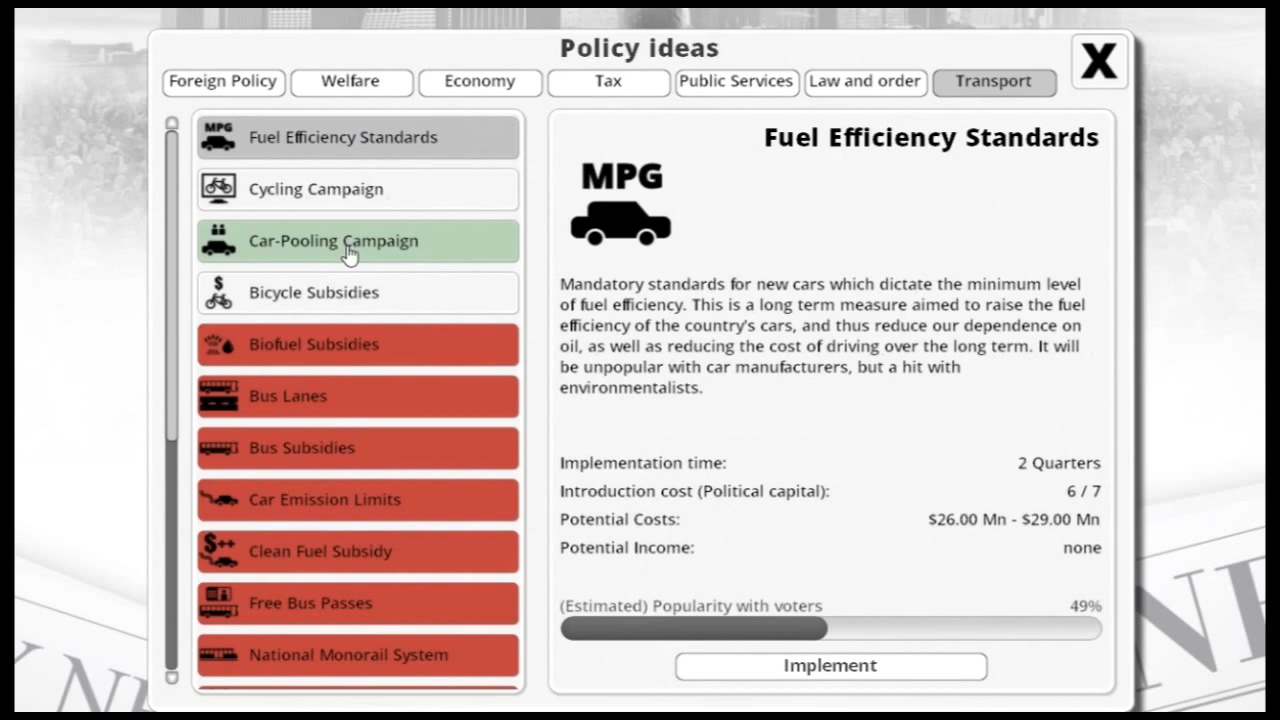 Policy ideas
X
Foreign Policy
Welfare
Economy
Tax
Public Services
Law and order
Transport
MPG
Fuel Efficiency Standards
Cycling Campaign
Car-Pooling Campaign
$
Bicycle Subsidies
Biofuel Subsidies
Bus Lanes
Bus Subsidies
Car Emission Limits
$++
Clean Fuel Subsidy
Free Bus Passes
National Monorail System
Fuel Efficiency Standards
MPG
Mandatory standards for new cars which dictate the minimum level
of fuel efficiency. This is a long term measure aimed to raise the fuel
efficiency of the country's cars, and thus reduce our dependence on
oil, as well as reducing the cost of driving over the long term. It will
be unpopular with car manufacturers, but a hit with
environmentalists.
Implementation time: 2 Quarters
Introduction cost (Political capital): 6 / 7
Potential Costs: $26.00 Mn - $29.00 Mn
Potential Income: none
(Estimated) Popularity with voters 49%
Implement